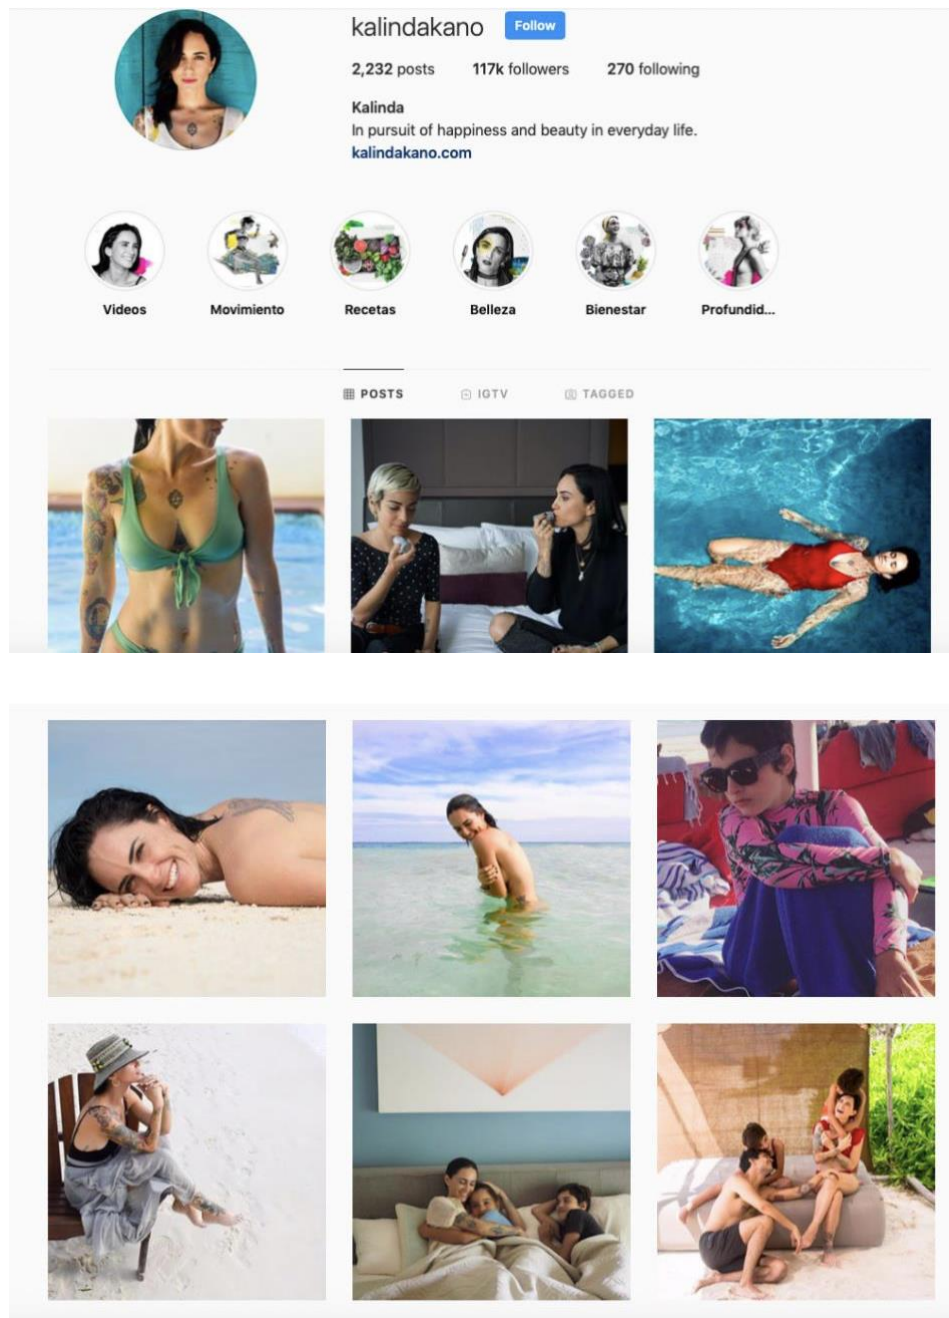 kalindakano Follow
2,232 posts 117k followers 270 following
Kalinda
In pursuit of happiness and beauty in everyday life.
kalindakano.com
Videos Movimiento Recetas Belleza Bienestar Profundid...
POSTS IGTV TAGGED